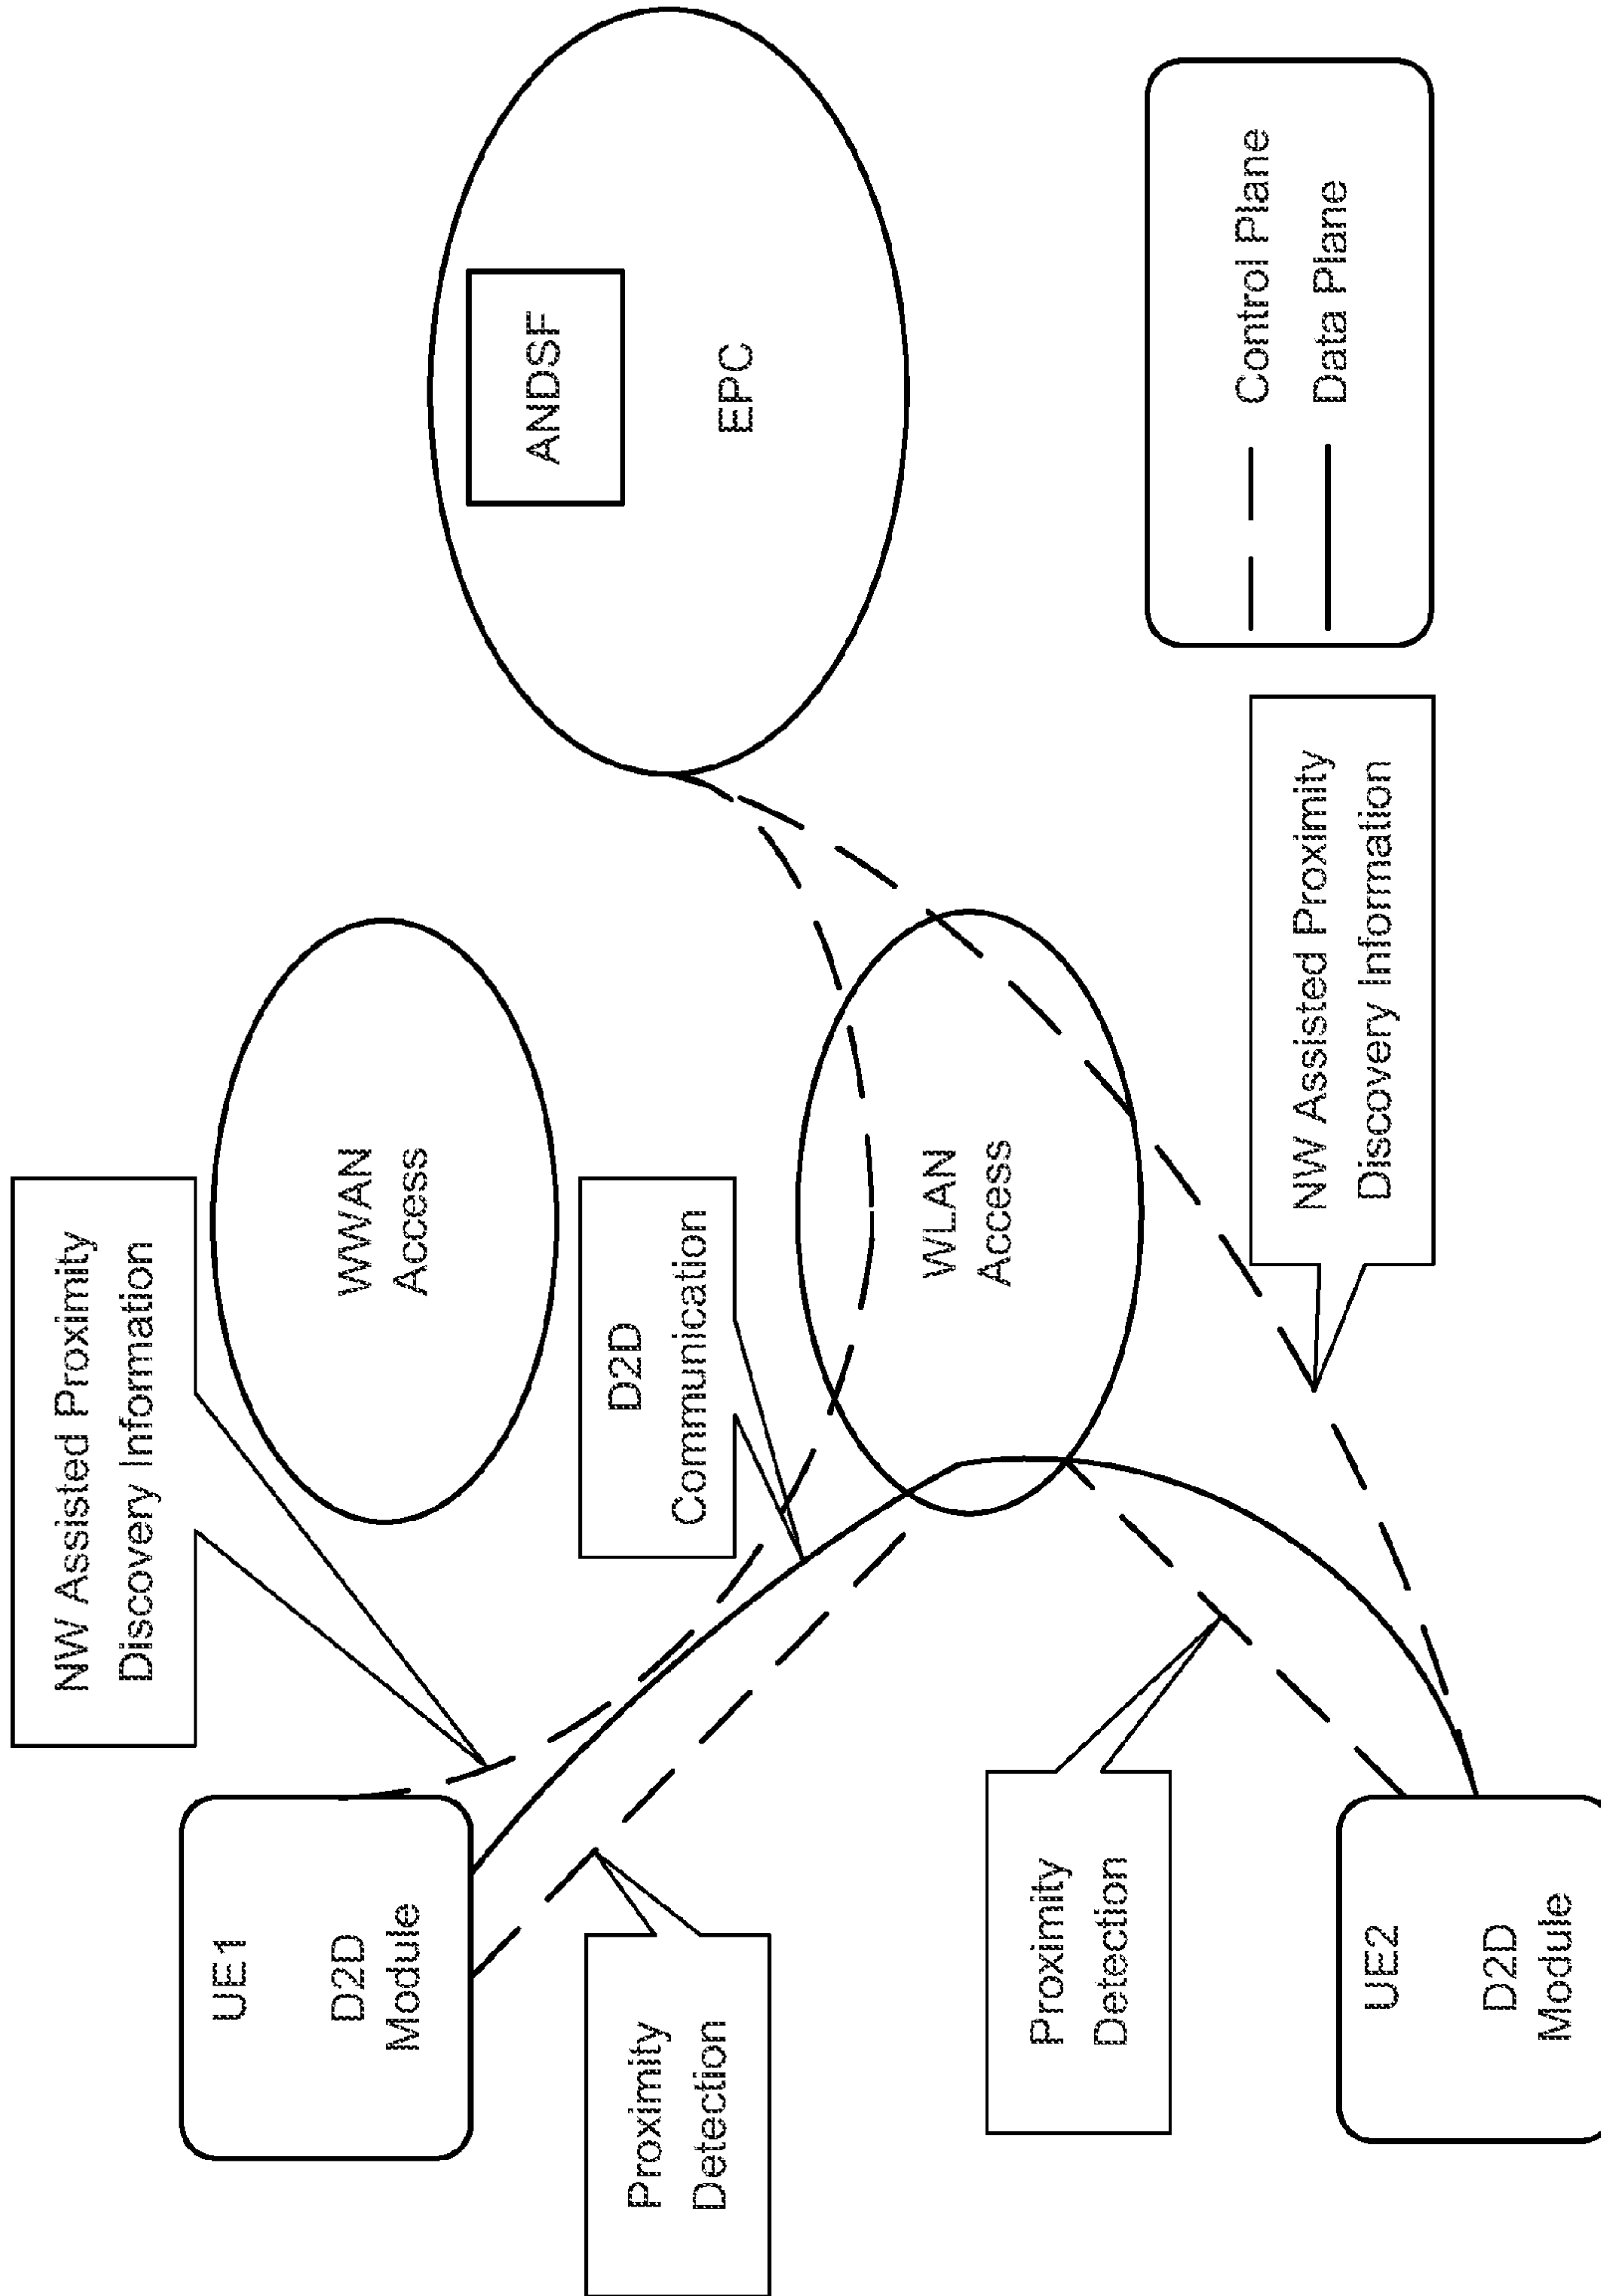 NW Assisted Proximity
Discovery Information
UE1
D2D
Module
WWAN
Access
ANDSF
EPC
D2D
Communication
Proximity
Detection
WLAN
Access
Proximity
Detection
NW Assisted Proximity
Discovery Information
Control Plane
Data Plane
UE2
D2D
Module